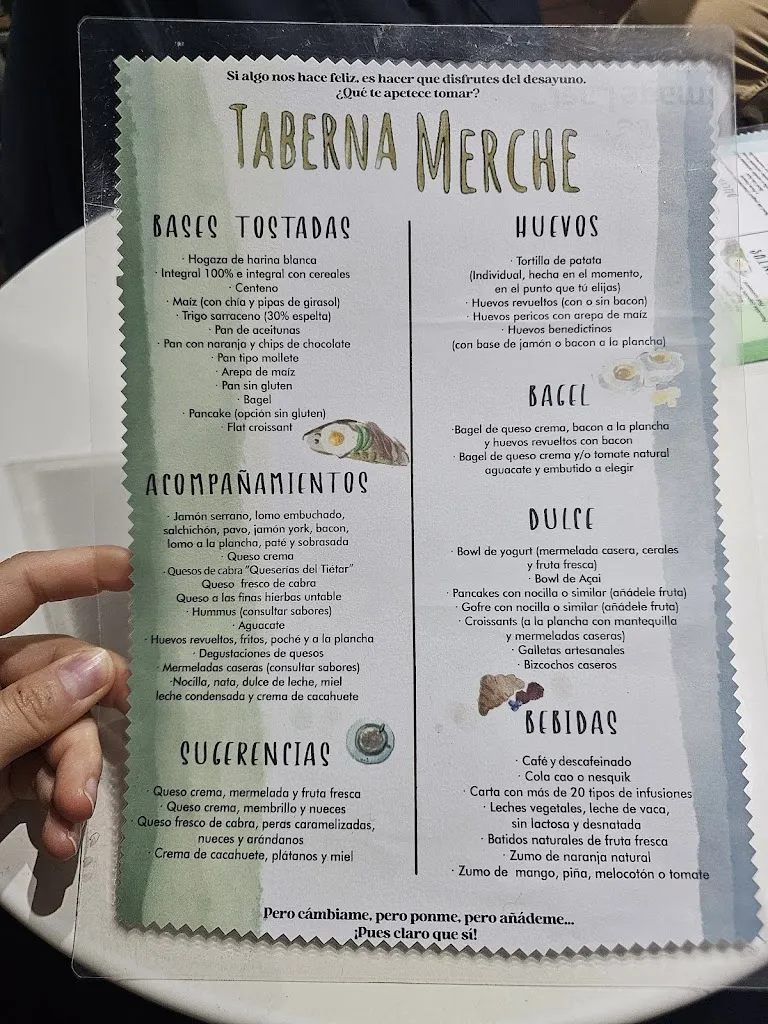 Si algo nos hace feliz, es hacer que disfrutes del desayuno.
¿Qué te apetece tomar?
TABERNA MERCHE
BASES TOSTADAS
· Hogaza de harina blanca
· Integral 100% e integral con cereales
· Centeno
· Maíz (con chía y pipas de girasol)
· Trigo sarraceno (30% espelta)
· Pan de aceitunas
· Pan con naranja y chips de chocolate
· Pan tipo mollete
· Arepa de maíz
· Pan sin gluten
· Bagel
· Pancake (opción sin gluten)
· Flat croissant
ACOMPAÑAMIENTOS
· Jamón serrano, lomo embuchado,
salchichón, pavo, jamón york, bacon,
lomo a la plancha, paté y sobrasada
· Queso crema
· Quesos de cabra "Queserías del Tiétar"
Queso fresco de cabra
Queso a las finas hierbas untable
· Hummus (consultar sabores)
· Aguacate
· Huevos revueltos, fritos, poché y a la plancha
· Degustaciones de quesos
· Mermeladas caseras (consultar sabores)
· Nocilla, nata, dulce de leche, miel
leche condensada y crema de cacahuete
SUGERENCIAS
· Queso crema, mermelada y fruta fresca
· Queso crema, membrillo y nueces
· Queso fresco de cabra, peras caramelizadas,
nueces y arándanos
· Crema de cacahuete, plátanos y miel
HUEVOS
· Tortilla de patata
(Individual, hecha en el momento,
en el punto que tú elijas)
· Huevos revueltos (con o sin bacon)
· Huevos pericos con arepa de maíz
· Huevos benedictinos
(con base de jamón o bacon a la plancha)
BAGEL
· Bagel de queso crema, bacon a la plancha
y huevos revueltos con bacon
· Bagel de queso crema y/o tomate natural
aguacate y embutido a elegir
DULCE
· Bowl de yogurt (mermelada casera, cerales
y fruta fresca)
· Bowl de Açai
· Pancakes con nocilla o similar (añádele fruta)
· Gofre con nocilla o similar (añádele fruta)
· Croissants (a la plancha con mantequilla
y mermeladas caseras)
· Galletas artesanales
· Bizcochos caseros
BEBIDAS
· Café y descafeinado
· Cola cao o nesquik
· Carta con más de 20 tipos de infusiones
· Leches vegetales, leche de vaca,
sin lactosa y desnatada
· Batidos naturales de fruta fresca
· Zumo de naranja natural
· Zumo de mango, piña, melocotón o tomate
Pero cámbiame, pero ponme, pero añádeme...
¡Pues claro que sí!